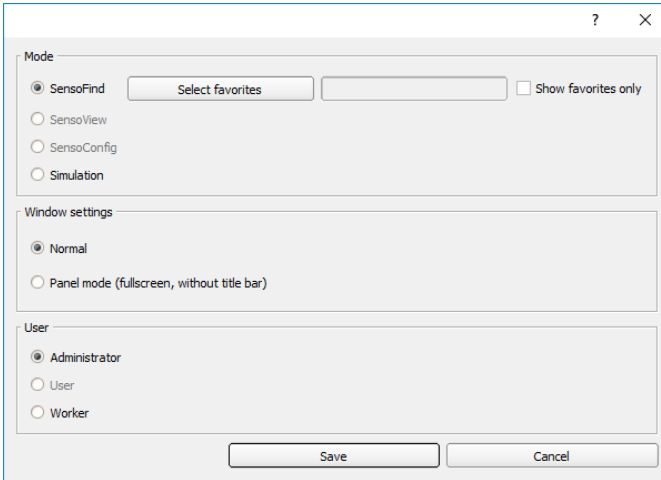 ?
Mode
SensoFind Select favorites Show favorites only
SensoView
SensoConfig
Simulation
Window settings
Normal
Panel mode (fullscreen, without title bar)
User
Administrator
User
Worker
Save Cancel